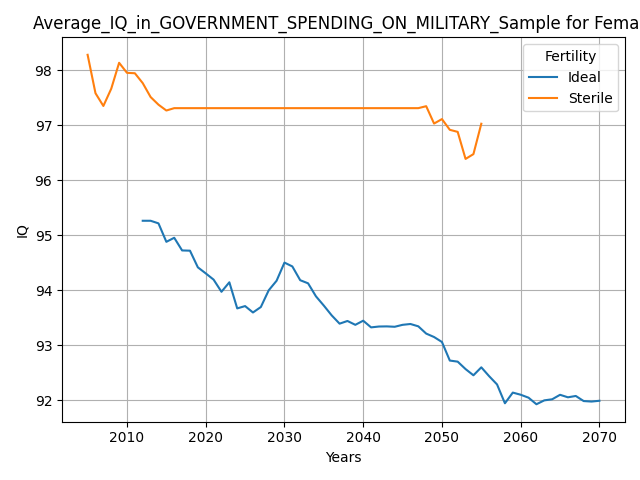 Average_IQ_in_GOVERNMENT_SPENDING_ON_MILITARY_Sample for Fema
Fertility
Ideal
Sterile
98
97
96
95
94
93
92
IQ
2010 2020 2030 2040 2050 2060 2070
Years